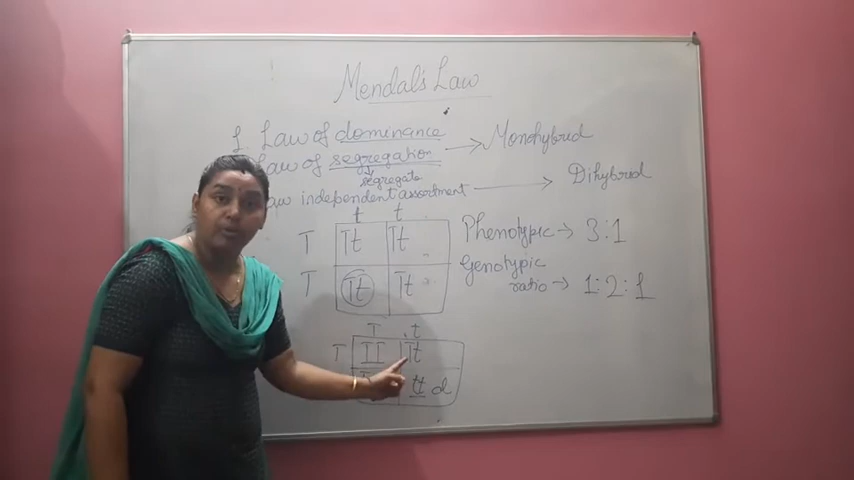 Mendal's Law
1. Law of dominance
Law of segregation → Monohybrid
segregate
Law independent assortment → Dihybrid
t t
T Tt Tt
T Tt Tt
Phenotypic → 3:1
Genotypic
ratio → 1:2:1
T t
T TT Tt
tt d